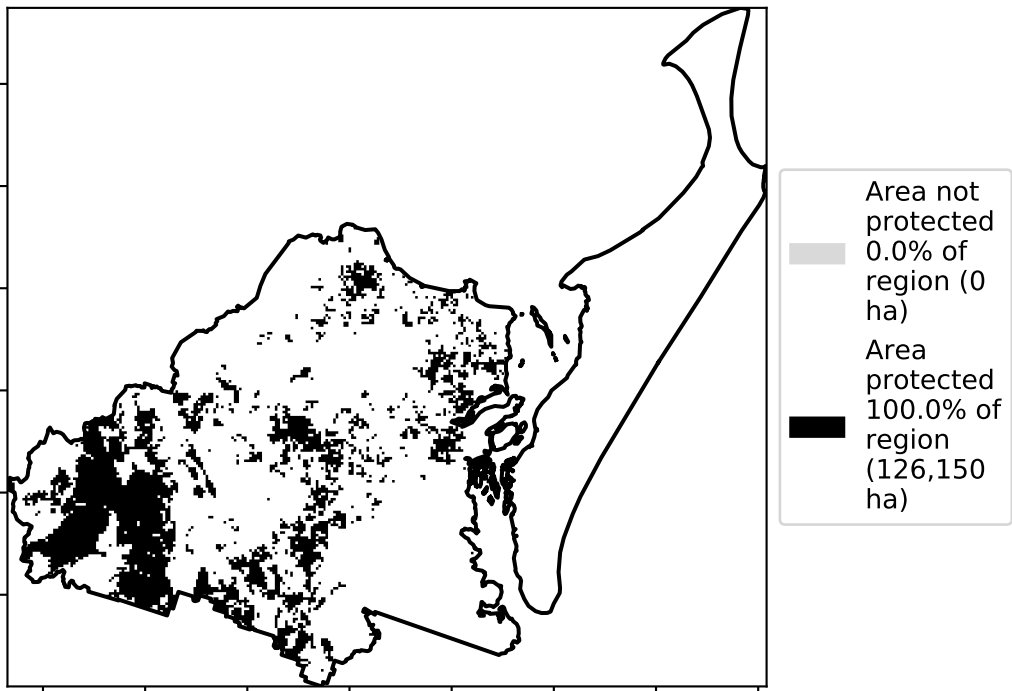 Area not
protected
0.0% of
region (0
ha)
Area
protected
100.0% of
region
(126,150
ha)